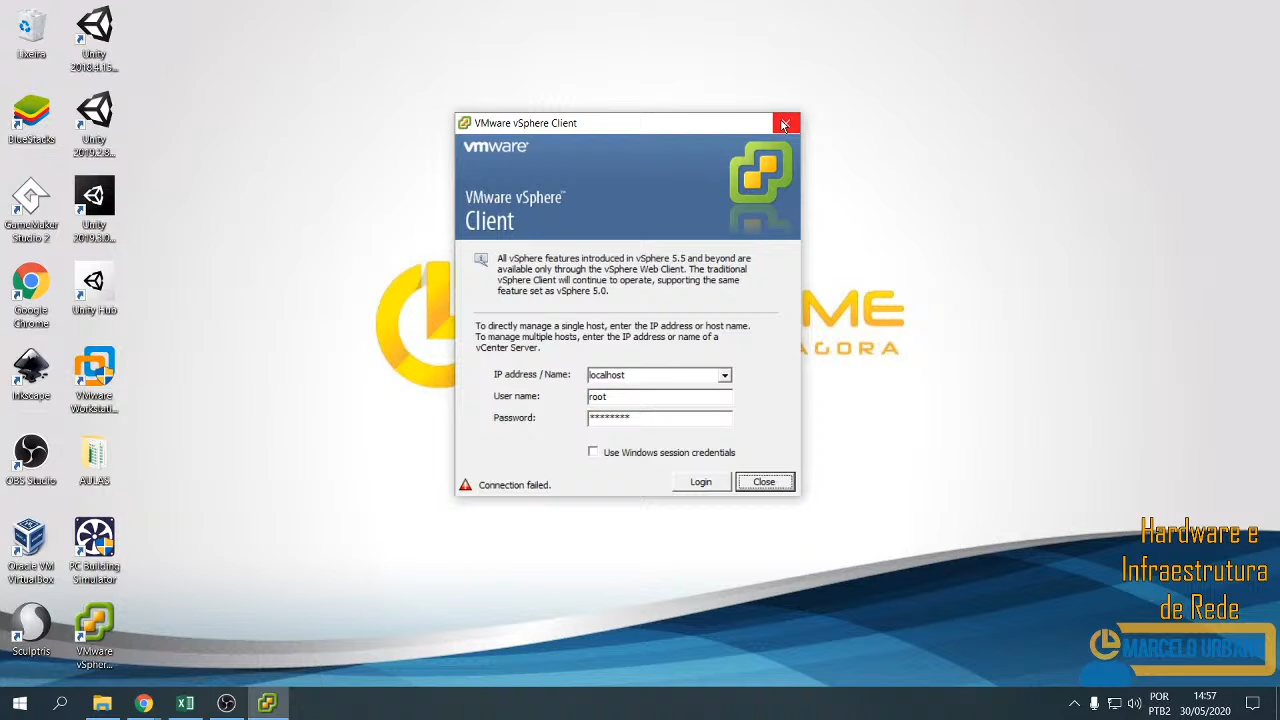 Lixeira
Unity
2018.4.15...
BlueStacks
Unity
2019.2.8...
GameMaker
Studio 2
Unity
2019.3.0...
Google
Chrome
Unity Hub
Inkscape
VMware
Workstati...
OBS Studio
AULAS
Oracle VM
VirtualBox
PC Building
Simulator
Sculptris
VMware
vSpher...
VMware vSphere Client
vmware
VMware vSphere™
Client
All vSphere features introduced in vSphere 5.5 and beyond are
available only through the vSphere Web Client. The traditional
vSphere Client will continue to operate, supporting the same
feature set as vSphere 5.0.
To directly manage a single host, enter the IP address or host name.
To manage multiple hosts, enter the IP address or name of a
vCenter Server.
IP address / Name: localhost
User name: root
Password: ********
Use Windows session credentials
Connection failed. Login Close
ME
AGORA
Hardware e
Infraestrutura
de Rede
POR 14:57
PTB2 30/05/2020